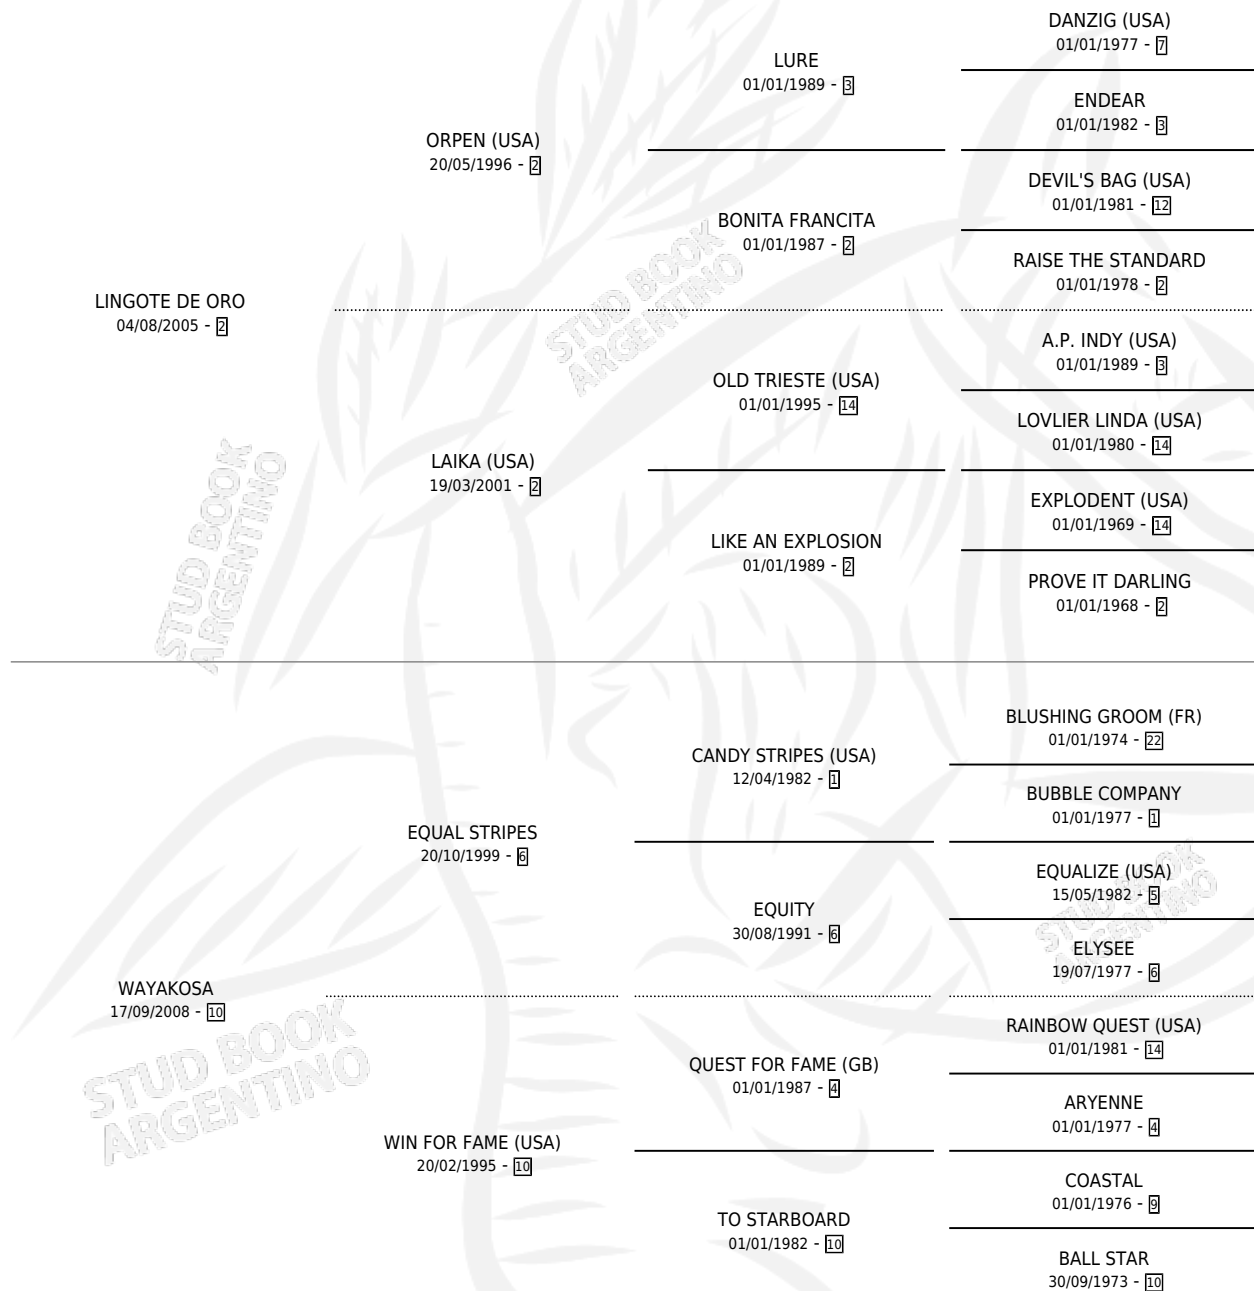 DANZIG (USA)
01/01/1977 - 7
LURE
01/01/1989 - 3
ENDEAR
01/01/1982 - 3
ORPEN (USA)
20/05/1996 - 2
DEVIL'S BAG (USA)
01/01/1981 - 12
BONITA FRANCITA
01/01/1987 - 2
RAISE THE STANDARD
01/01/1978 - 2
LINGOTE DE ORO
04/08/2005 - 2
A.P. INDY (USA)
01/01/1989 - 3
OLD TRIESTE (USA)
01/01/1995 - 14
LOVLIER LINDA (USA)
01/01/1980 - 14
LAIKA (USA)
19/03/2001 - 2
EXPLODENT (USA)
01/01/1969 - 14
LIKE AN EXPLOSION
01/01/1989 - 2
PROVE IT DARLING
01/01/1968 - 2
BLUSHING GROOM (FR)
01/01/1974 - 22
CANDY STRIPES (USA)
12/04/1982 - 1
BUBBLE COMPANY
01/01/1977 - 1
EQUAL STRIPES
20/10/1999 - 6
EQUALIZE (USA)
15/05/1982 - 5
EQUITY
30/08/1991 - 6
ELYSEE
19/07/1977 - 6
WAYAKOSA
17/09/2008 - 10
RAINBOW QUEST (USA)
01/01/1981 - 14
QUEST FOR FAME (GB)
01/01/1987 - 4
ARYENNE
01/01/1977 - 4
WIN FOR FAME (USA)
20/02/1995 - 10
COASTAL
01/01/1976 - 9
TO STARBOARD
01/01/1982 - 10
BALL STAR
30/09/1973 - 10
STUD BOOK
ARGENTINO
STUD BOOK
ARGENTINO
STUD BOOK
ARGENTINO
STUD BOOK
ARGENTINO